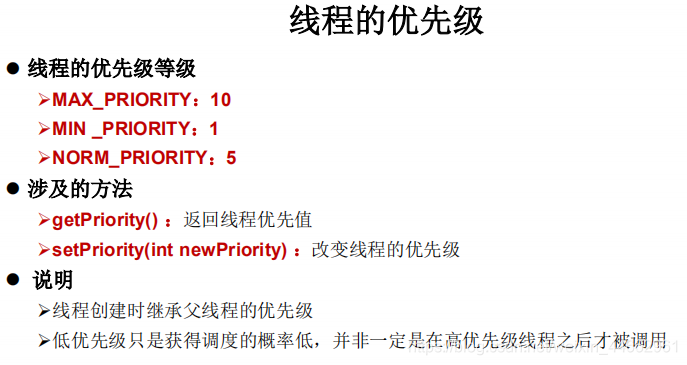 线程的优先级
● 线程的优先级等级
➢MAX_PRIORITY：10
➢MIN _PRIORITY：1
➢NORM_PRIORITY：5
● 涉及的方法
➢getPriority() ：返回线程优先值
➢setPriority(int newPriority) ：改变线程的优先级
● 说明
➢线程创建时继承父线程的优先级
➢低优先级只是获得调度的概率低，并非一定是在高优先级线程之后才被调用